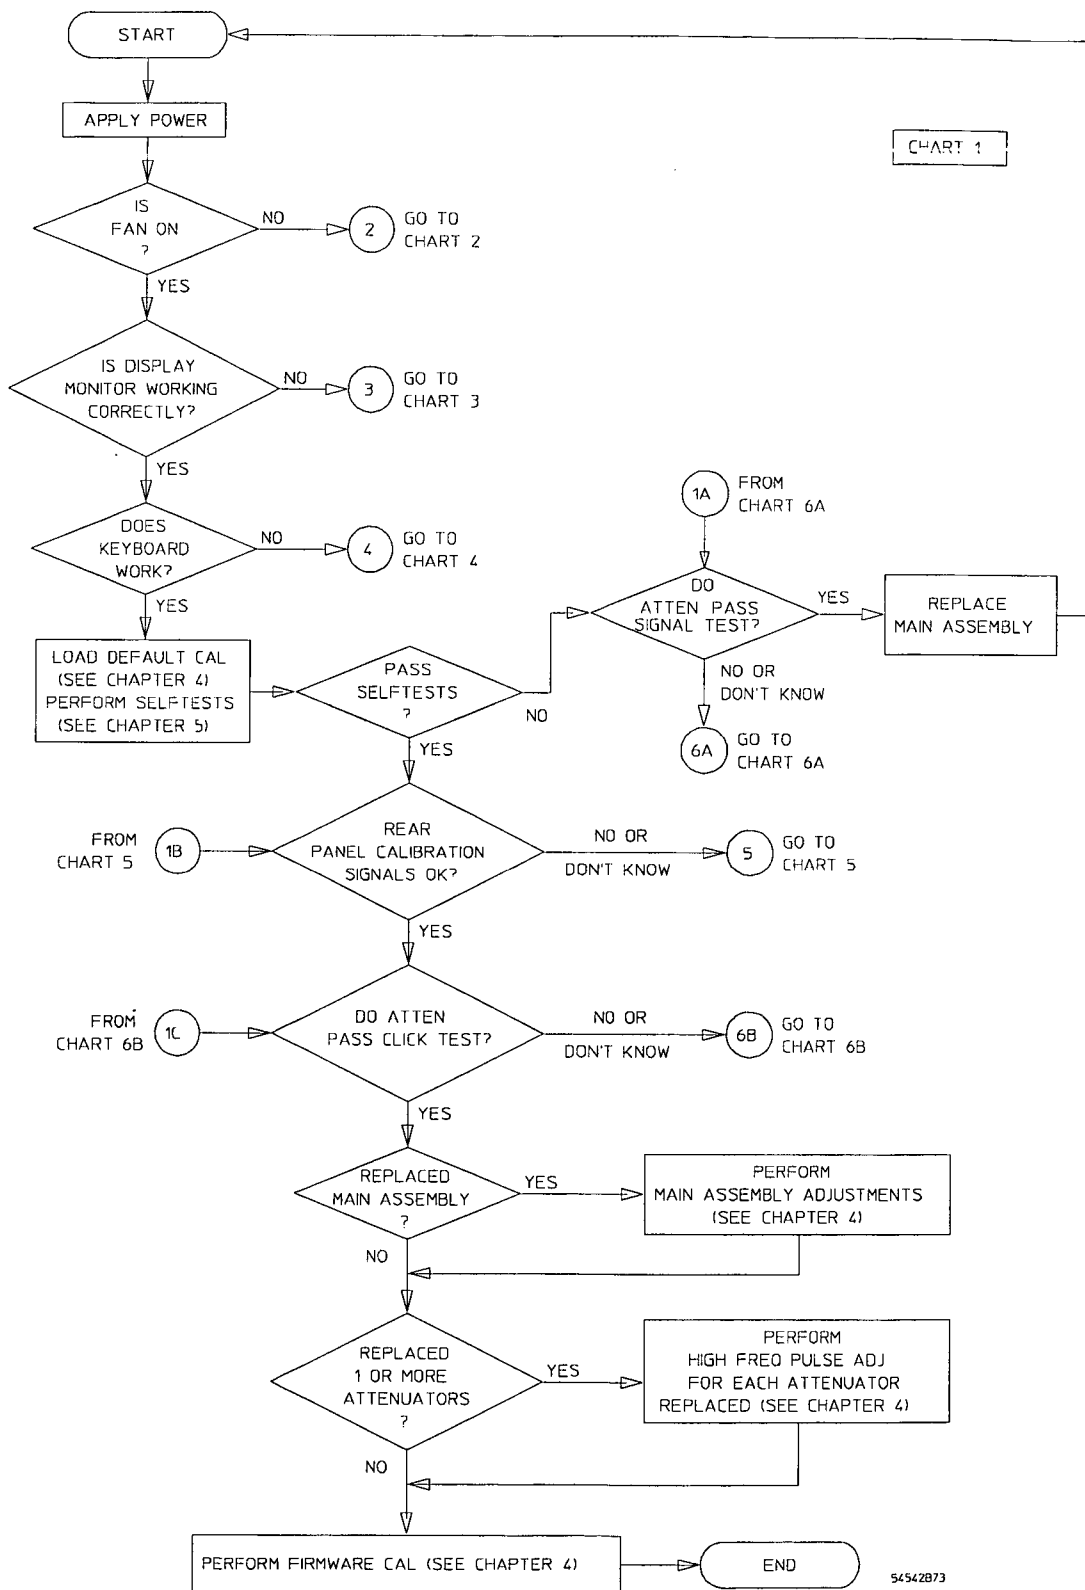 START
APPLY POWER
CHART 1
IS
FAN ON
?
NO
2
GO TO
CHART 2
YES
IS DISPLAY
MONITOR WORKING
CORRECTLY?
NO
3
GO TO
CHART 3
YES
DOES
KEYBOARD
WORK?
NO
4
GO TO
CHART 4
YES
1A
FROM
CHART 6A
DO
ATTEN PASS
SIGNAL TEST?
YES
REPLACE
MAIN ASSEMBLY
NO OR
DON'T KNOW
6A
GO TO
CHART 6A
LOAD DEFAULT CAL
(SEE CHAPTER 4)
PERFORM SELFTESTS
(SEE CHAPTER 5)
PASS
SELFTESTS
?
NO
YES
FROM
CHART 5
1B
REAR
PANEL CALIBRATION
SIGNALS OK?
NO OR
DON'T KNOW
5
GO TO
CHART 5
YES
FROM
CHART 6B
1C
DO ATTEN
PASS CLICK TEST?
NO OR
DON'T KNOW
6B
GO TO
CHART 6B
YES
REPLACED
MAIN ASSEMBLY
?
YES
PERFORM
MAIN ASSEMBLY ADJUSTMENTS
(SEE CHAPTER 4)
NO
REPLACED
1 OR MORE
ATTENUATORS
?
YES
PERFORM
HIGH FREQ PULSE ADJ
FOR EACH ATTENUATOR
REPLACED (SEE CHAPTER 4)
NO
PERFORM FIRMWARE CAL (SEE CHAPTER 4)
END
54542B73